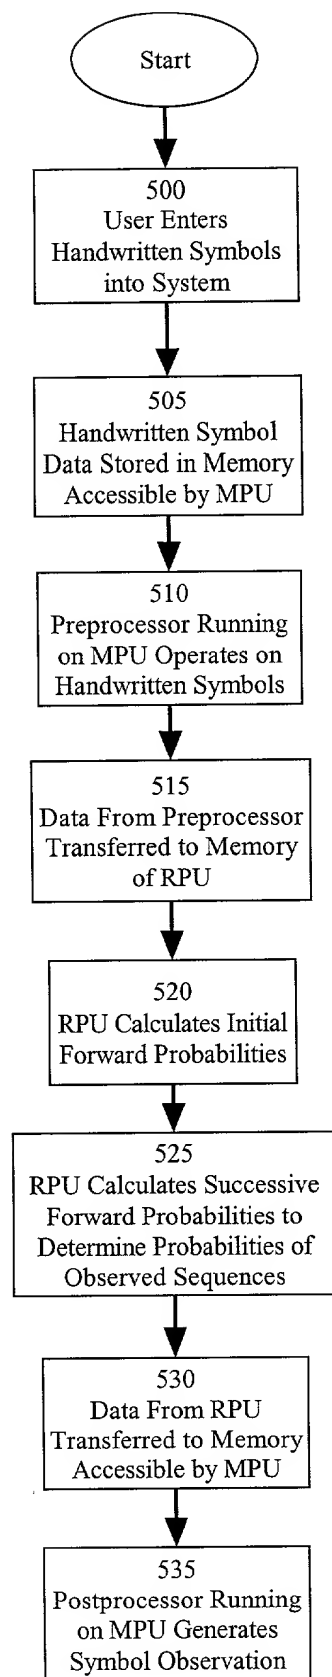 Start
500
User Enters
Handwritten Symbols
into System
505
Handwritten Symbol
Data Stored in Memory
Accessible by MPU
510
Preprocessor Running
on MPU Operates on
Handwritten Symbols
515
Data From Preprocessor
Transferred to Memory
of RPU
520
RPU Calculates Initial
Forward Probabilities
525
RPU Calculates Successive
Forward Probabilities to
Determine Probabilities of
Observed Sequences
530
Data From RPU
Transferred to Memory
Accessible by MPU
535
Postprocessor Running
on MPU Generates
Symbol Observation